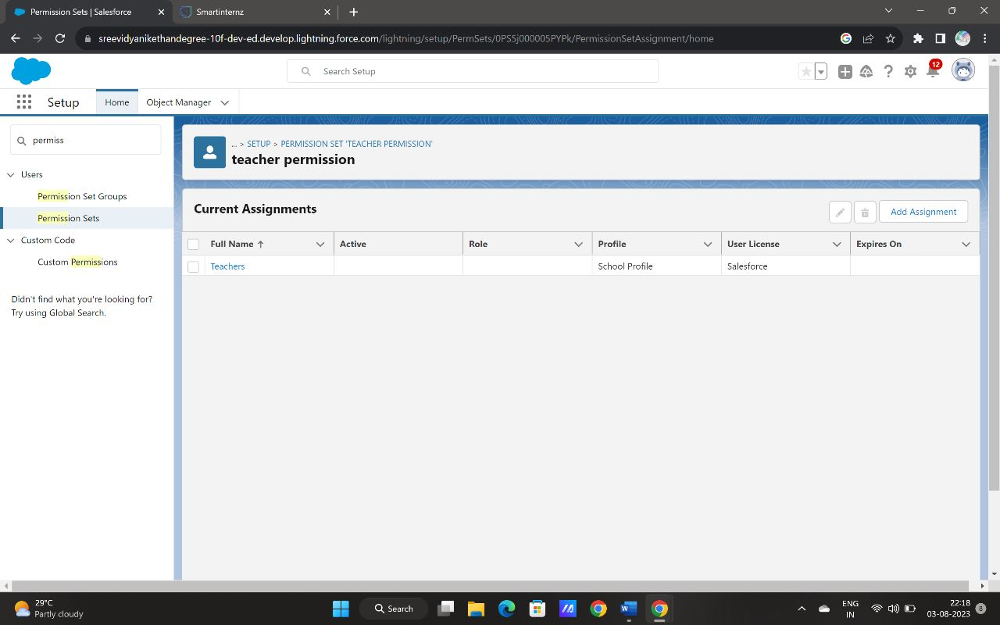 Permission Sets | Salesforce
Smartinternz
sreevidyanikethandegree-10f-dev-ed.develop.lightning.force.com/lightning/setup/PermSets/0PS5j000005PYPk/PermissionSetAssignment/home
Search Setup
12
Setup
Home
Object Manager
permiss
Users
Permission Set Groups
Permission Sets
Custom Code
Custom Permissions
Didn't find what you're looking for?
Try using Global Search.
... > SETUP > PERMISSION SET 'TEACHER PERMISSION'
teacher permission
Current Assignments
Add Assignment
Full Name ↑ Active Role Profile User License Expires On
Teachers School Profile Salesforce
29°C
Partly cloudy
Search
ENG
IN
22:18
03-08-2023
8